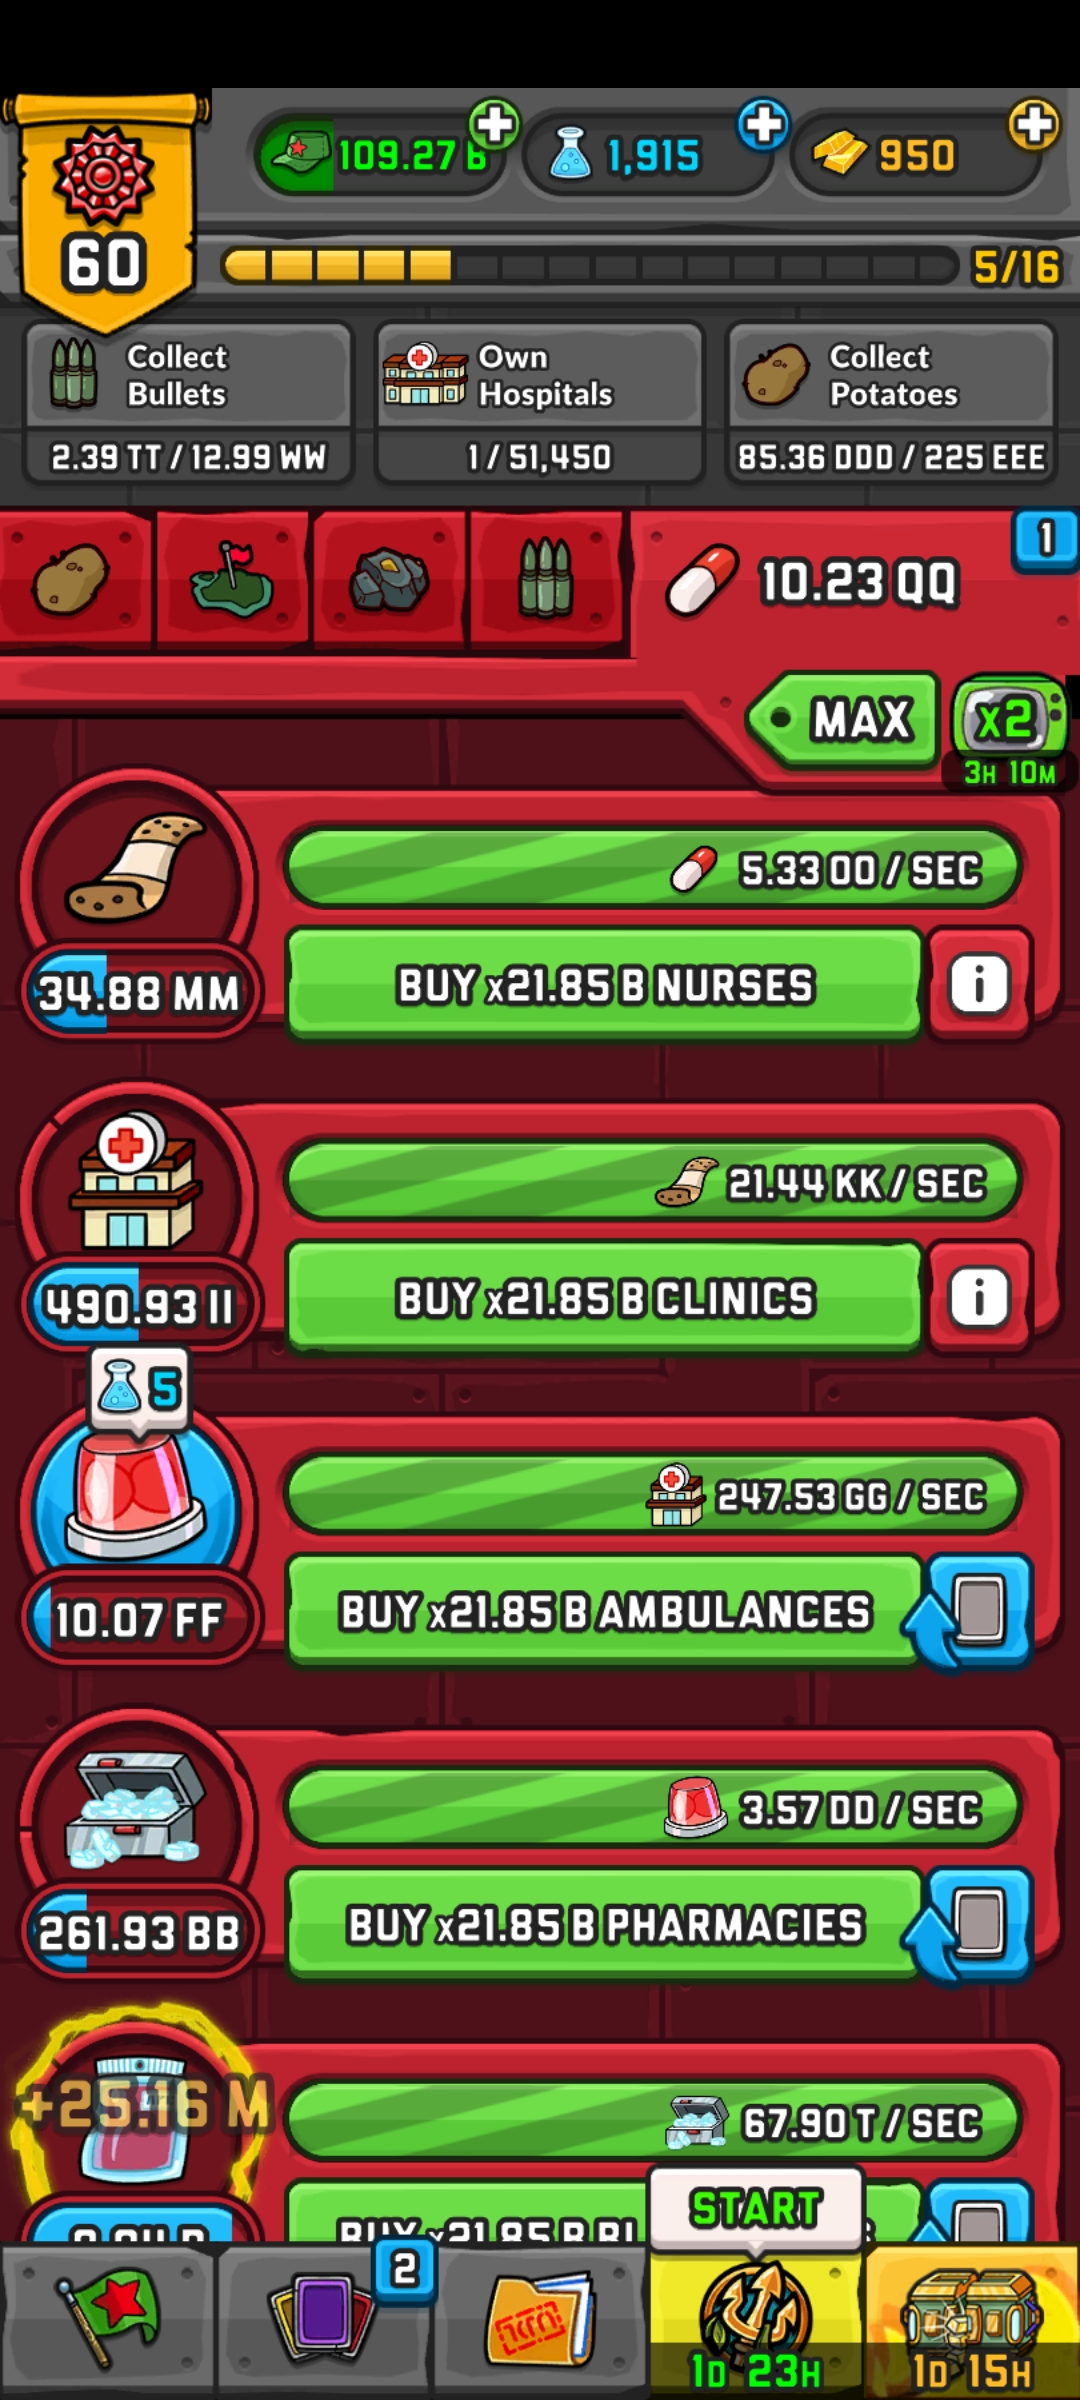 60
109.27 B
1,915
950
5/16
Collect
Bullets
2.39 TT / 12.99 WW
Own
Hospitals
1 / 51,450
Collect
Potatoes
85.36 DDD / 225 EEE
10.23 QQ
1
MAX
x2
3H 10M
5.33 OO / SEC
34.88 MM
BUY x21.85 B NURSES
i
21.44 KK / SEC
490.93 II
BUY x21.85 B CLINICS
i
5
247.53 GG / SEC
10.07 FF
BUY x21.85 B AMBULANCES
3.57 DD / SEC
261.93 BB
BUY x21.85 B PHARMACIES
+25.16 M
67.90 T / SEC
BUY x21.85 B BL
START
2
1D 23H
1D 15H